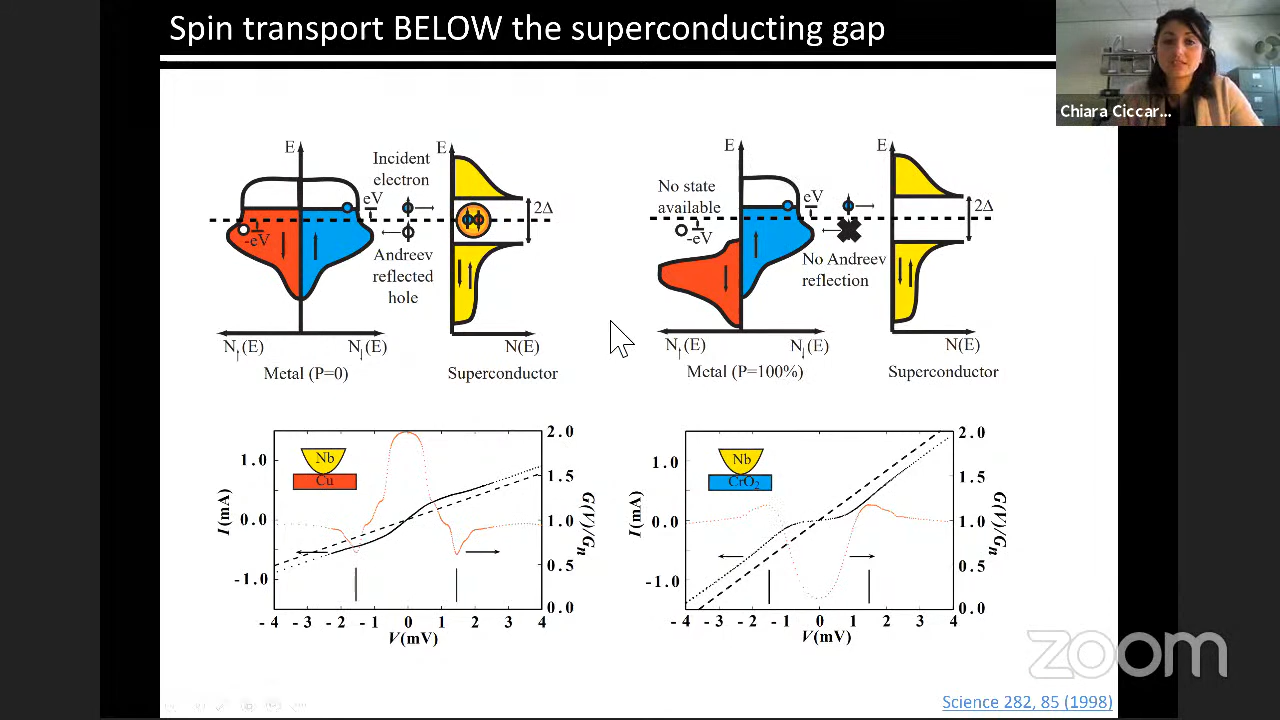 Spin transport BELOW the superconducting gap
Chiara Ciccar...
E
Incident
electron
E
eV
-eV
2Δ
Andreev
reflected
hole
N↑(E)
N↓(E)
N(E)
Metal (P=0)
Superconductor
E
No state
available
E
eV
-eV
2Δ
No Andreev
reflection
N↑(E)
N↓(E)
N(E)
Metal (P=100%)
Superconductor
Nb
Cu
I(mA)
1.0
0.0
-1.0
2.0
1.5
1.0
0.5
0.0
G(V)/Gn
-4 -3 -2 -1 0 1 2 3 4
V(mV)
Nb
CrO2
I(mA)
1.0
0.0
-1.0
2.0
1.5
1.0
0.5
0.0
G(V)/Gn
-4 -3 -2 -1 0 1 2 3 4
V(mV)
zoom
Science 282, 85 (1998)